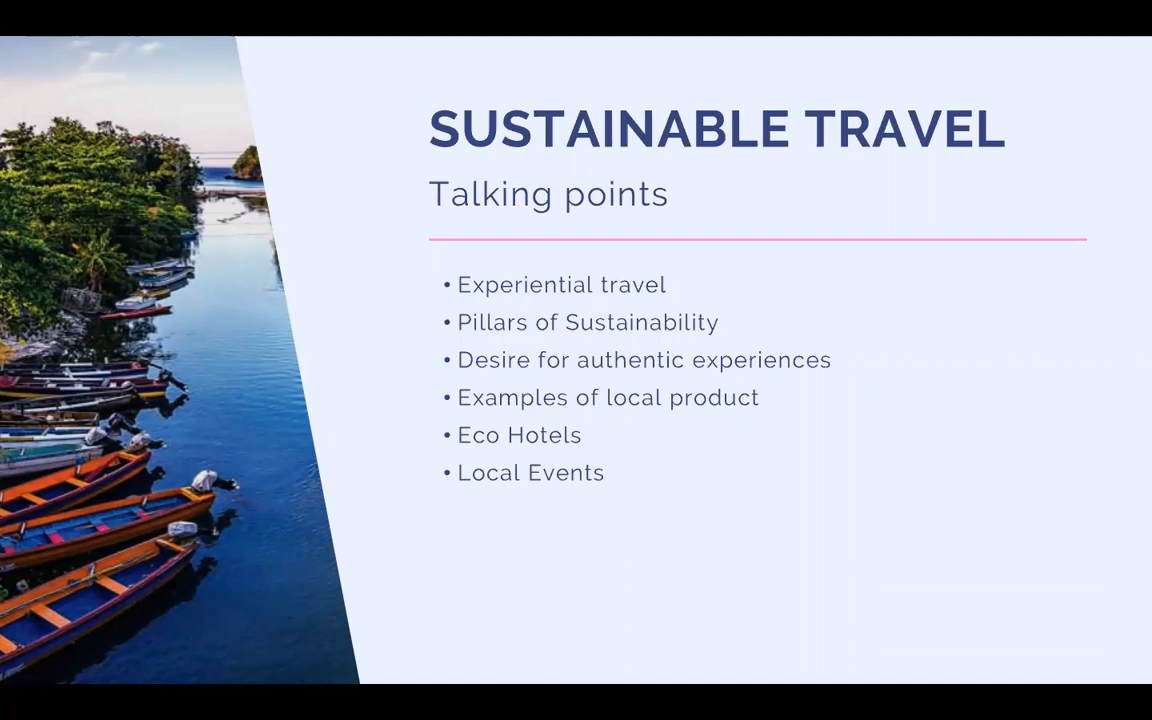 SUSTAINABLE TRAVEL
Talking points
• Experiential travel
• Pillars of Sustainability
• Desire for authentic experiences
• Examples of local product
• Eco Hotels
• Local Events